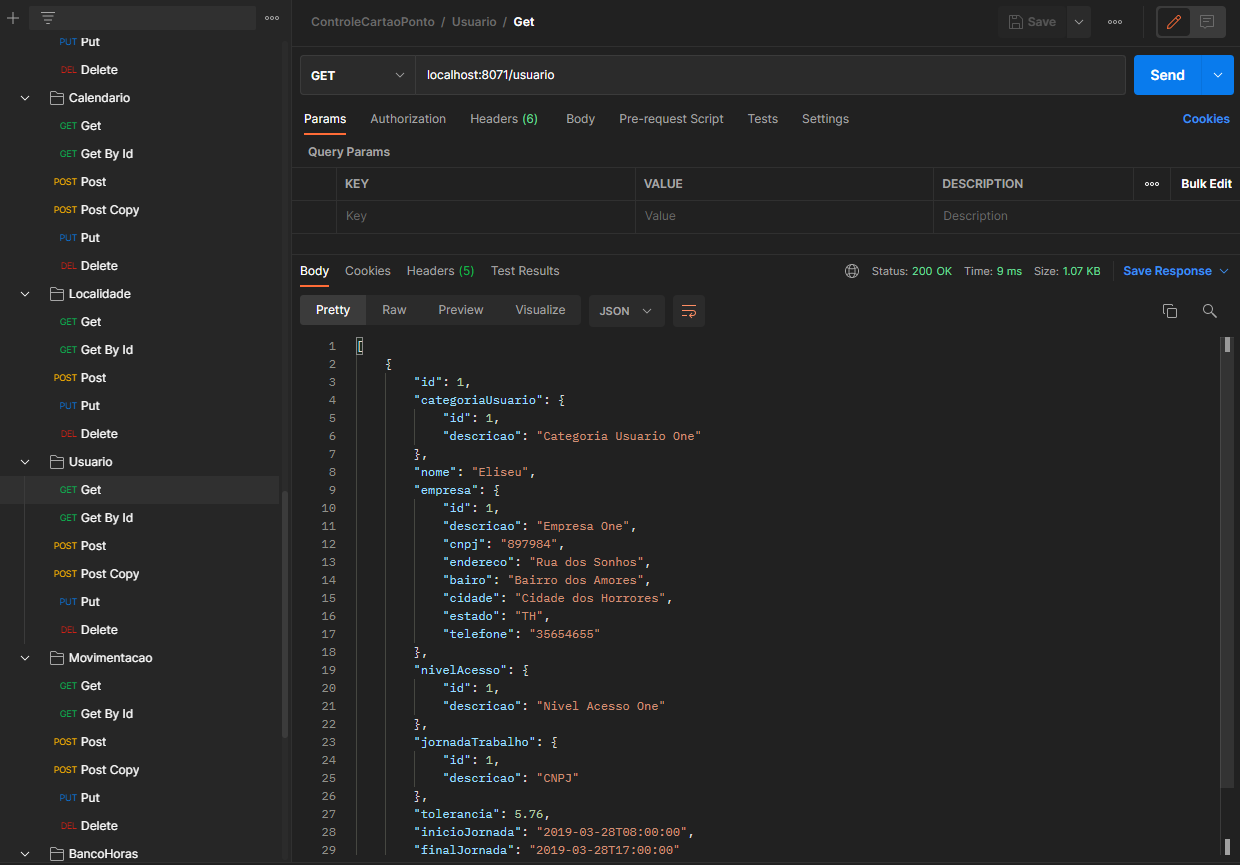 ControleCartaoPonto / Usuario / Get
Save
PUT Put
DEL Delete
Calendario
GET Get
GET Get By Id
POST Post
POST Post Copy
PUT Put
DEL Delete
Localidade
GET Get
GET Get By Id
POST Post
PUT Put
DEL Delete
Usuario
GET Get
GET Get By Id
POST Post
POST Post Copy
PUT Put
DEL Delete
Movimentacao
GET Get
GET Get By Id
POST Post
POST Post Copy
PUT Put
DEL Delete
BancoHoras
GET localhost:8071/usuario Send
Params Authorization Headers (6) Body Pre-request Script Tests Settings Cookies
Query Params
KEY VALUE DESCRIPTION Bulk Edit
Key Value Description
Body Cookies Headers (5) Test Results Status: 200 OK Time: 9 ms Size: 1.07 KB Save Response
Pretty Raw Preview Visualize JSON
1 [
2 {
3 "id": 1,
4 "categoriaUsuario": {
5 "id": 1,
6 "descricao": "Categoria Usuario One"
7 },
8 "nome": "Eliseu",
9 "empresa": {
10 "id": 1,
11 "descricao": "Empresa One",
12 "cnpj": "897984",
13 "endereco": "Rua dos Sonhos",
14 "bairo": "Bairro dos Amores",
15 "cidade": "Cidade dos Horrores",
16 "estado": "TH",
17 "telefone": "35654655"
18 },
19 "nivelAcesso": {
20 "id": 1,
21 "descricao": "Nivel Acesso One"
22 },
23 "jornadaTrabalho": {
24 "id": 1,
25 "descricao": "CNPJ"
26 },
27 "tolerancia": 5.76,
28 "inicioJornada": "2019-03-28T08:00:00",
29 "finalJornada": "2019-03-28T17:00:00"